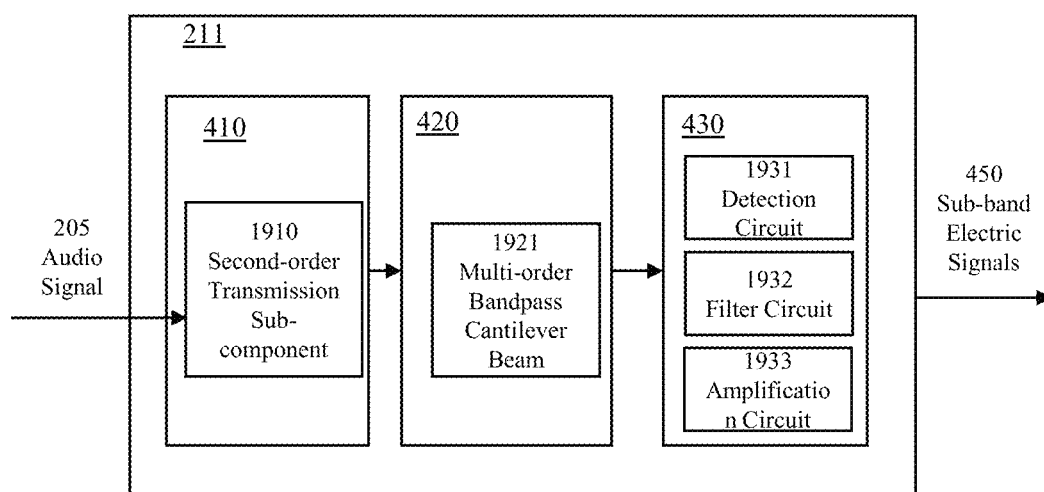 211
410
420
430
205
Audio
Signal
1910
Second-order
Transmission
Sub-
component
1921
Multi-order
Bandpass
Cantilever
Beam
1931
Detection
Circuit
1932
Filter Circuit
1933
Amplificatio
n Circuit
450
Sub-band
Electric
Signals